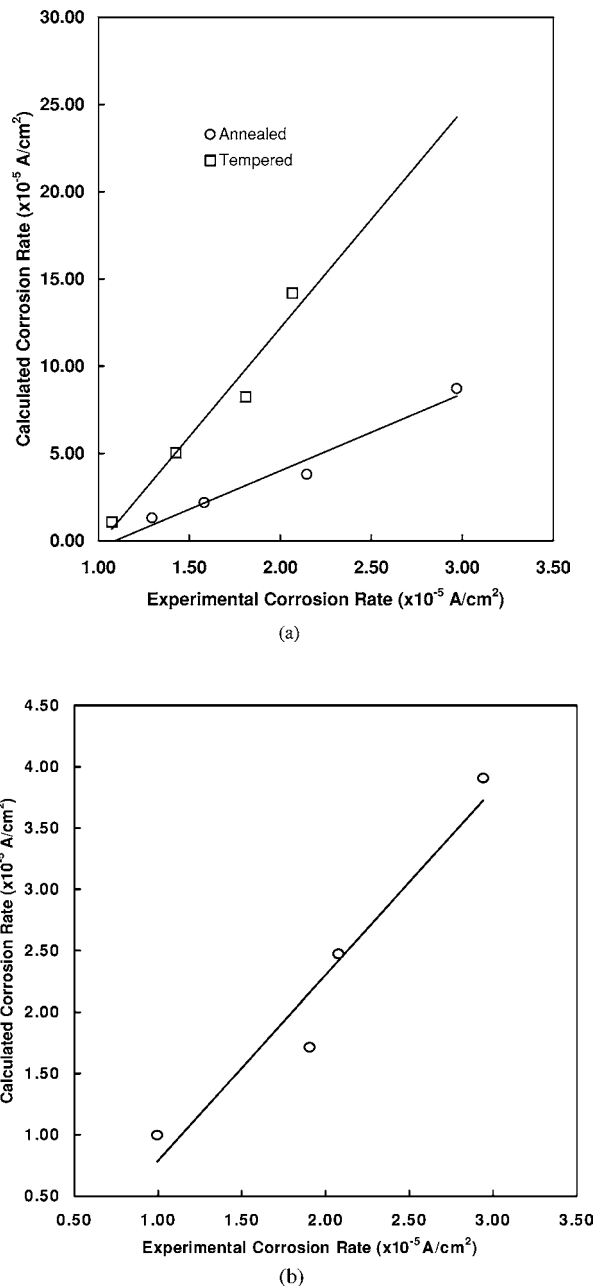 30.00
25.00
20.00
15.00
10.00
5.00
0.00
Calculated Corrosion Rate (x10-5 A/cm2)
Annealed
Tempered
1.00 1.50 2.00 2.50 3.00 3.50
Experimental Corrosion Rate (x10-5 A/cm2)
(a)
4.50
4.00
3.50
3.00
2.50
2.00
1.50
1.00
0.50
Calculated Corrosion Rate (x10-5 A/cm2)
0.50 1.00 1.50 2.00 2.50 3.00 3.50
Experimental Corrosion Rate (x10-5A/cm2)
(b)